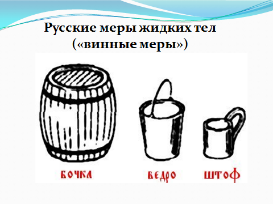 Русские меры жидких тел
(«винные меры»)
бочка ведро штоф